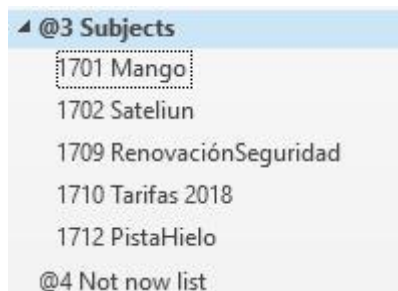 @3 Subjects
1701 Mango
1702 Sateliun
1709 RenovaciónSeguridad
1710 Tarifas 2018
1712 PistaHielo
@4 Not now list